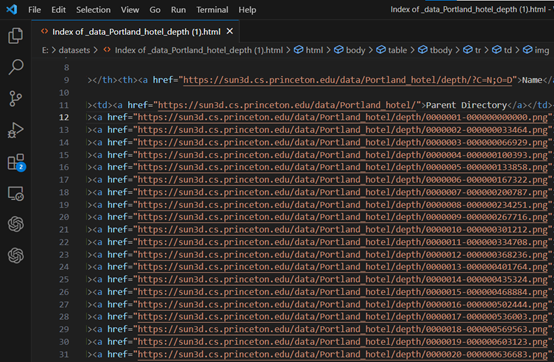 File Edit Selection View Go Run Terminal Help Index of _data_Portland_hotel_depth (1).html
Index of _data_Portland_hotel_depth (1).html
E: > datasets > Index of _data_Portland_hotel_depth (1).html > html > body > table > tbody > tr > td > img
8
9 ></th><th><a href="https://sun3d.cs.princeton.edu/data/Portland_hotel/depth/?C=N;O=D">Name</
10
11 ><td><a href="https://sun3d.cs.princeton.edu/data/Portland_hotel/">Parent Directory</a></td>
12 ><a href="https://sun3d.cs.princeton.edu/data/Portland_hotel/depth/0000001-000000000000.png"
13 ><a href="https://sun3d.cs.princeton.edu/data/Portland_hotel/depth/0000002-000000033464.png"
14 ><a href="https://sun3d.cs.princeton.edu/data/Portland_hotel/depth/0000003-000000066929.png"
15 ><a href="https://sun3d.cs.princeton.edu/data/Portland_hotel/depth/0000004-000000100393.png"
16 ><a href="https://sun3d.cs.princeton.edu/data/Portland_hotel/depth/0000005-000000133858.png"
17 ><a href="https://sun3d.cs.princeton.edu/data/Portland_hotel/depth/0000006-000000167322.png"
18 ><a href="https://sun3d.cs.princeton.edu/data/Portland_hotel/depth/0000007-000000200787.png"
19 ><a href="https://sun3d.cs.princeton.edu/data/Portland_hotel/depth/0000008-000000234251.png"
20 ><a href="https://sun3d.cs.princeton.edu/data/Portland_hotel/depth/0000009-000000267716.png"
21 ><a href="https://sun3d.cs.princeton.edu/data/Portland_hotel/depth/0000010-000000301212.png"
22 ><a href="https://sun3d.cs.princeton.edu/data/Portland_hotel/depth/0000011-000000334708.png"
23 ><a href="https://sun3d.cs.princeton.edu/data/Portland_hotel/depth/0000012-000000368236.png"
24 ><a href="https://sun3d.cs.princeton.edu/data/Portland_hotel/depth/0000013-000000401764.png"
25 ><a href="https://sun3d.cs.princeton.edu/data/Portland_hotel/depth/0000014-000000435324.png"
26 ><a href="https://sun3d.cs.princeton.edu/data/Portland_hotel/depth/0000015-000000468884.png"
27 ><a href="https://sun3d.cs.princeton.edu/data/Portland_hotel/depth/0000016-000000502444.png"
28 ><a href="https://sun3d.cs.princeton.edu/data/Portland_hotel/depth/0000017-000000536003.png"
29 ><a href="https://sun3d.cs.princeton.edu/data/Portland_hotel/depth/0000018-000000569563.png"
30 ><a href="https://sun3d.cs.princeton.edu/data/Portland_hotel/depth/0000019-000000603123.png"
31 ><a href="https://sun3d.cs.princeton.edu/data/Portland_hotel/depth/0000020-000000636683.png"
2